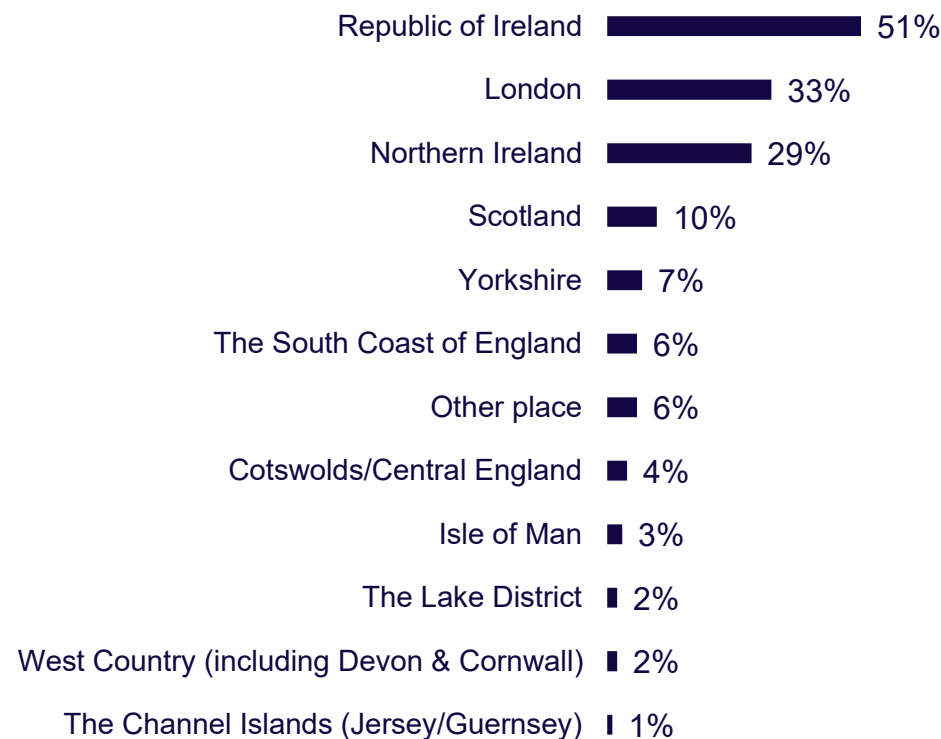 Republic of Ireland 51%
London 33%
Northern Ireland 29%
Scotland 10%
Yorkshire 7%
The South Coast of England 6%
Other place 6%
Cotswolds/Central England 4%
Isle of Man 3%
The Lake District 2%
West Country (including Devon & Cornwall) 2%
The Channel Islands (Jersey/Guernsey) 1%